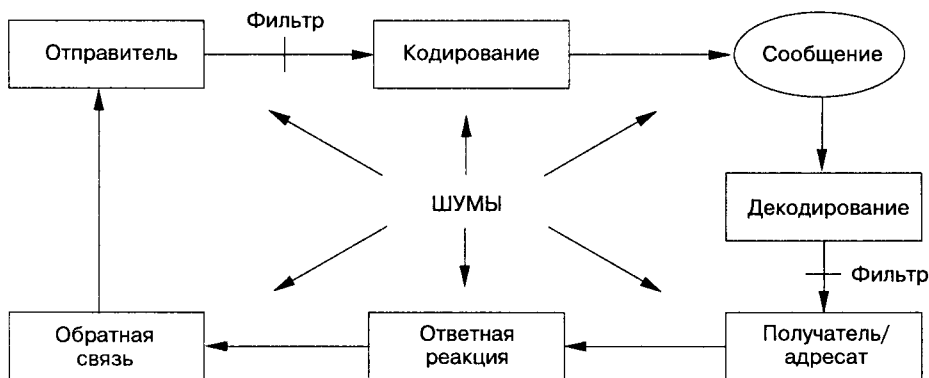 Фильтр
Отправитель
Кодирование
Сообщение
ШУМЫ
Декодирование
Фильтр
Обратная
связь
Ответная
реакция
Получатель/
адресат